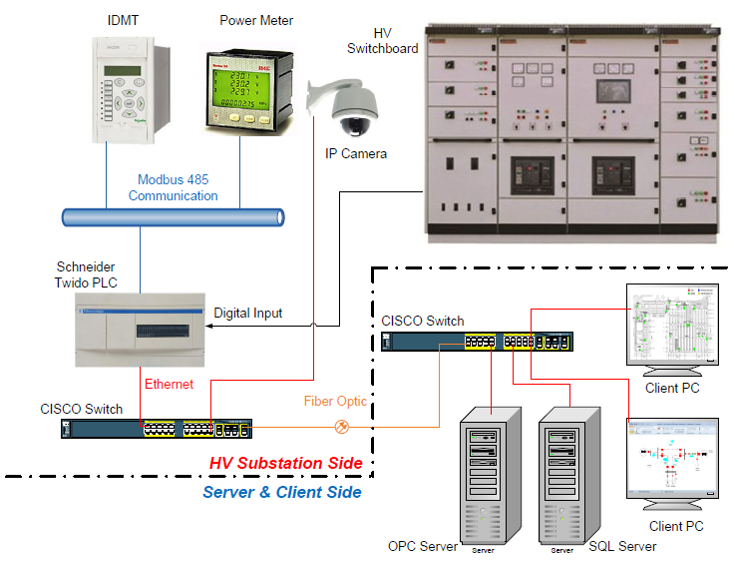 IDMT
Power Meter
HV
Switchboard
IP Camera
Modbus 485
Communication
Schneider
Twido PLC
Digital Input
CISCO Switch
Ethernet
Client PC
CISCO Switch
Fiber Optic
HV Substation Side
Server & Client Side
Client PC
OPC Server
Server
Server
SQL Server